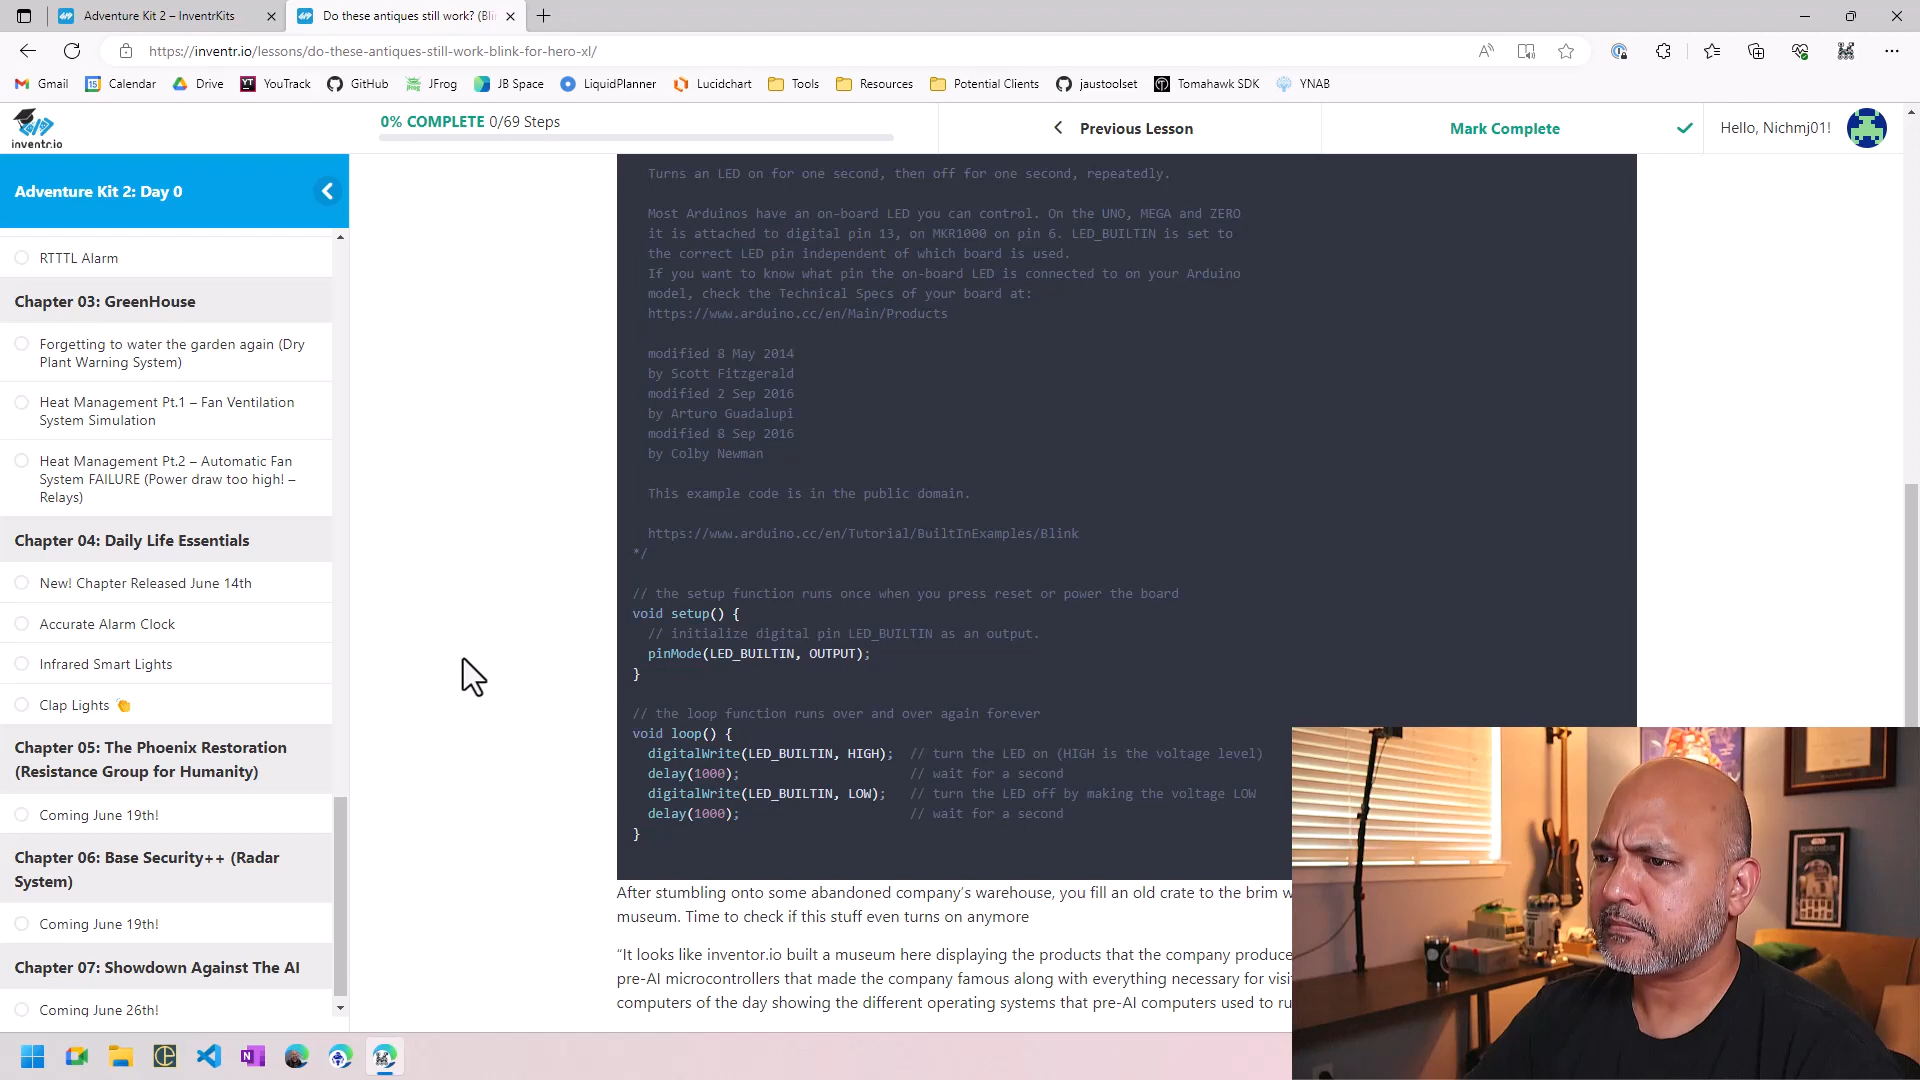 Adventure Kit 2 – InventrKits
Do these antiques still work? (Bli
https://inventr.io/lessons/do-these-antiques-still-work-blink-for-hero-xl/
Gmail
Calendar
Drive
YouTrack
GitHub
JFrog
JB Space
LiquidPlanner
Lucidchart
Tools
Resources
Potential Clients
jaustoolset
Tomahawk SDK
YNAB
inventr.io
0% COMPLETE 0/69 Steps
Previous Lesson
Mark Complete
Hello, Nichmj01!
Adventure Kit 2: Day 0
RTTTL Alarm
Chapter 03: GreenHouse
Forgetting to water the garden again (Dry
Plant Warning System)
Heat Management Pt.1 – Fan Ventilation
System Simulation
Heat Management Pt.2 – Automatic Fan
System FAILURE (Power draw too high! –
Relays)
Chapter 04: Daily Life Essentials
New! Chapter Released June 14th
Accurate Alarm Clock
Infrared Smart Lights
Clap Lights 👏
Chapter 05: The Phoenix Restoration
(Resistance Group for Humanity)
Coming June 19th!
Chapter 06: Base Security++ (Radar
System)
Coming June 19th!
Chapter 07: Showdown Against The AI
Coming June 26th!
Turns an LED on for one second, then off for one second, repeatedly.
Most Arduinos have an on-board LED you can control. On the UNO, MEGA and ZERO
it is attached to digital pin 13, on MKR1000 on pin 6. LED_BUILTIN is set to
the correct LED pin independent of which board is used.
If you want to know what pin the on-board LED is connected to on your Arduino
model, check the Technical Specs of your board at:
https://www.arduino.cc/en/Main/Products
modified 8 May 2014
by Scott Fitzgerald
modified 2 Sep 2016
by Arturo Guadalupi
modified 8 Sep 2016
by Colby Newman
This example code is in the public domain.
https://www.arduino.cc/en/Tutorial/BuiltInExamples/Blink
*/
// the setup function runs once when you press reset or power the board
void setup() {
// initialize digital pin LED_BUILTIN as an output.
pinMode(LED_BUILTIN, OUTPUT);
}
// the loop function runs over and over again forever
void loop() {
digitalWrite(LED_BUILTIN, HIGH);  // turn the LED on (HIGH is the voltage level)
delay(1000);                      // wait for a second
digitalWrite(LED_BUILTIN, LOW);   // turn the LED off by making the voltage LOW
delay(1000);                      // wait for a second
}
After stumbling onto some abandoned company's warehouse, you fill an old crate to the brim w
museum. Time to check if this stuff even turns on anymore
“It looks like inventor.io built a museum here displaying the products that the company produce
pre-AI microcontrollers that made the company famous along with everything necessary for visi
computers of the day showing the different operating systems that pre-AI computers used to ru